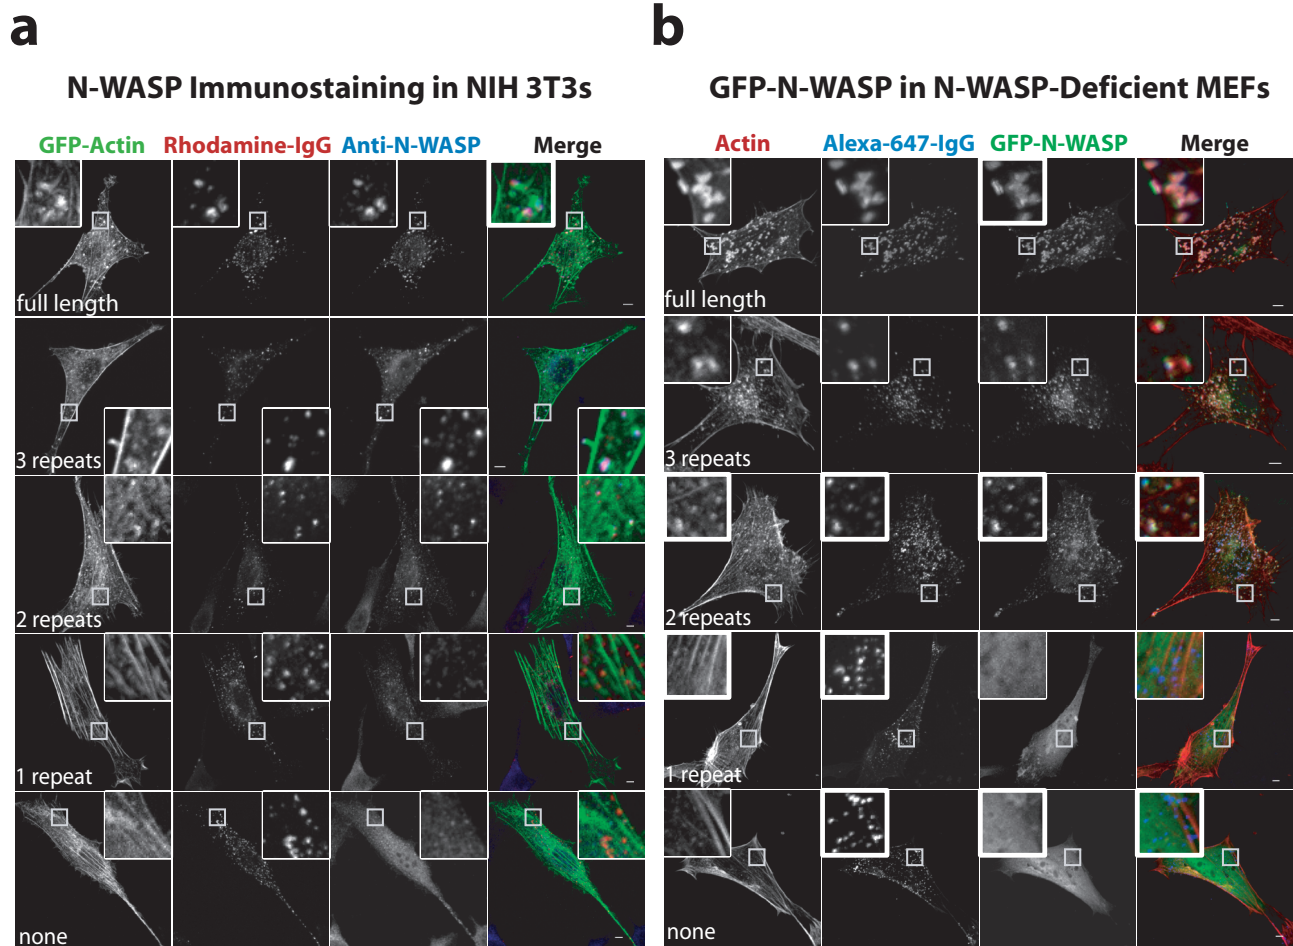 a
b
N-WASP Immunostaining in NIH 3T3s
GFP-N-WASP in N-WASP-Deficient MEFs
GFP-Actin Rhodamine-IgG Anti-N-WASP Merge
Actin Alexa-647-IgG GFP-N-WASP Merge
full length
full length
3 repeats
3 repeats
2 repeats
2 repeats
1 repeat
1 repeat
none
none